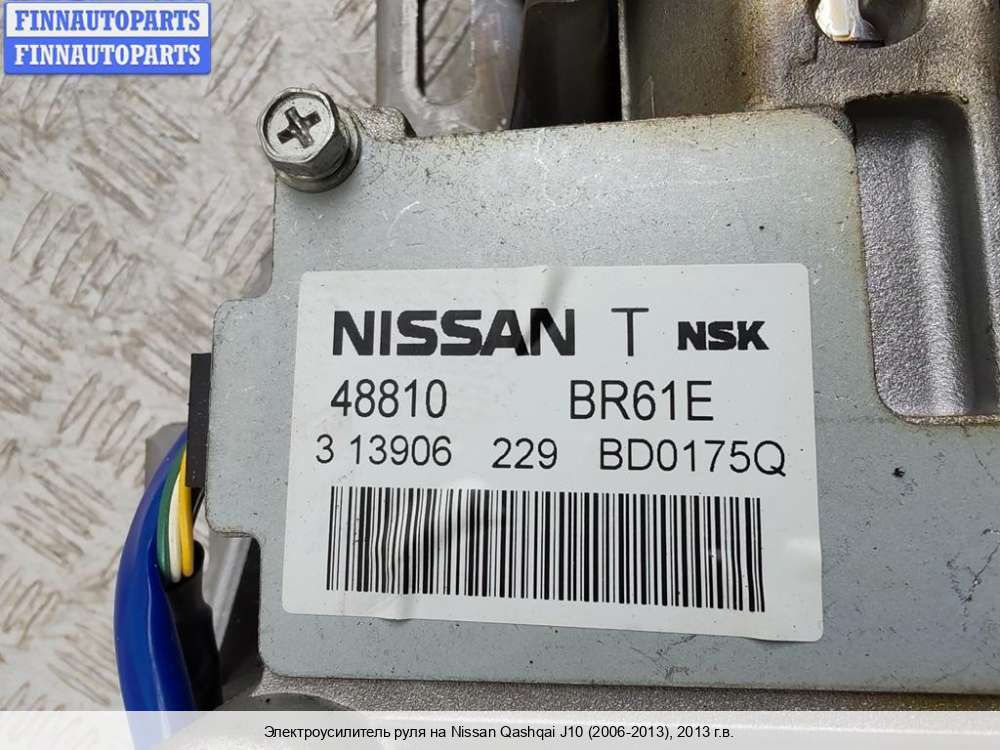 FINNAUTOPARTS
FINNAUTOPARTS
NISSAN T NSK
48810 BR61E
3 13906 229 BD0175Q
Электроусилитель руля на Nissan Qashqai J10 (2006-2013), 2013 г.в.